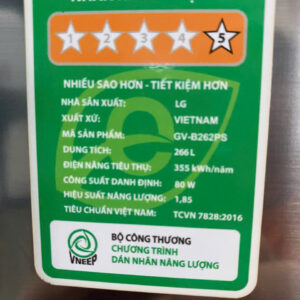 1 2 3 4 5
NHIỀU SAO HƠN - TIẾT KIỆM HƠN
NHÀ SẢN XUẤT: LG
XUẤT XỨ: VIETNAM
MÃ SẢN PHẨM: GV-B262PS
DUNG TÍCH: 266 L
ĐIỆN NĂNG TIÊU THỤ: 355 kWh/năm
CÔNG SUẤT DANH ĐỊNH: 80 W
HIỆU SUẤT NĂNG LƯỢNG: 1,85
TIÊU CHUẨN VIỆT NAM: TCVN 7828:2016
BỘ CÔNG THƯƠNG
CHƯƠNG TRÌNH
DÁN NHÃN NĂNG LƯỢNG
VNEEP